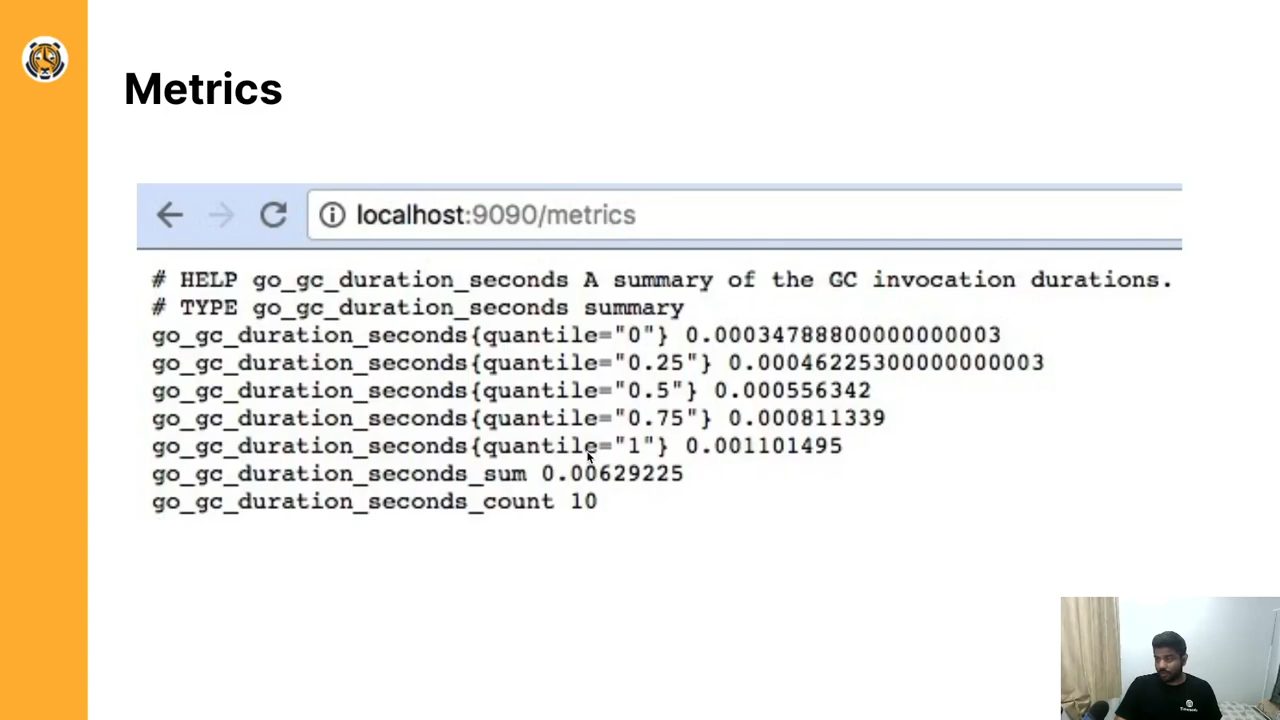 Metrics
localhost:9090/metrics
# HELP go_gc_duration_seconds A summary of the GC invocation durations.
# TYPE go_gc_duration_seconds summary
go_gc_duration_seconds{quantile="0"} 0.00034788800000000003
go_gc_duration_seconds{quantile="0.25"} 0.00046225300000000003
go_gc_duration_seconds{quantile="0.5"} 0.000556342
go_gc_duration_seconds{quantile="0.75"} 0.000811339
go_gc_duration_seconds{quantile="1"} 0.001101495
go_gc_duration_seconds_sum 0.00629225
go_gc_duration_seconds_count 10